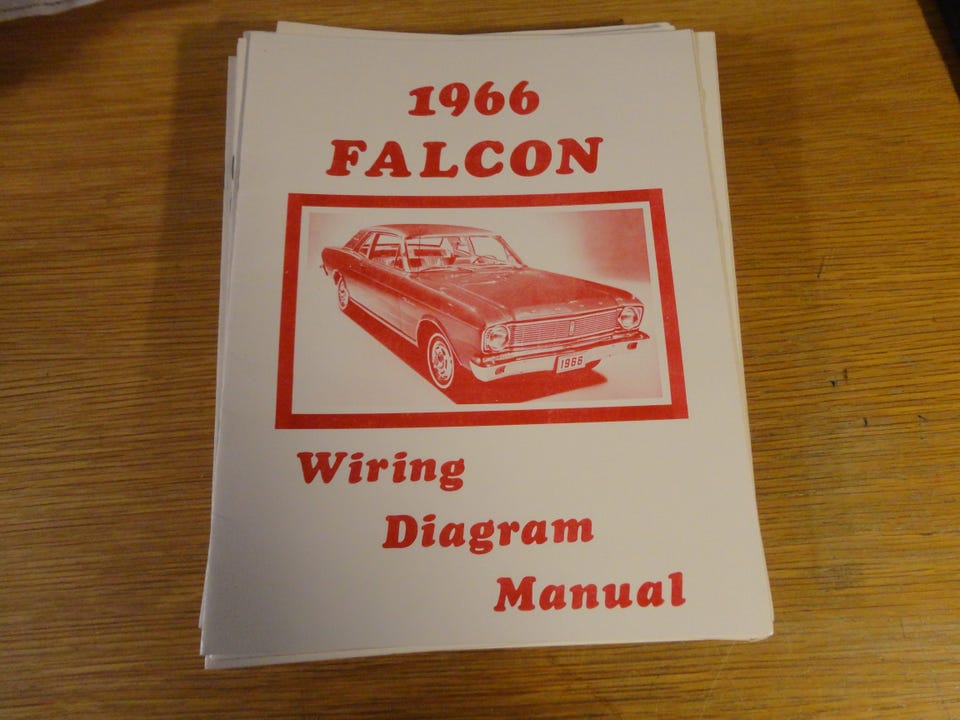 1966
FALCON
1966
Wiring
Diagram
Manual